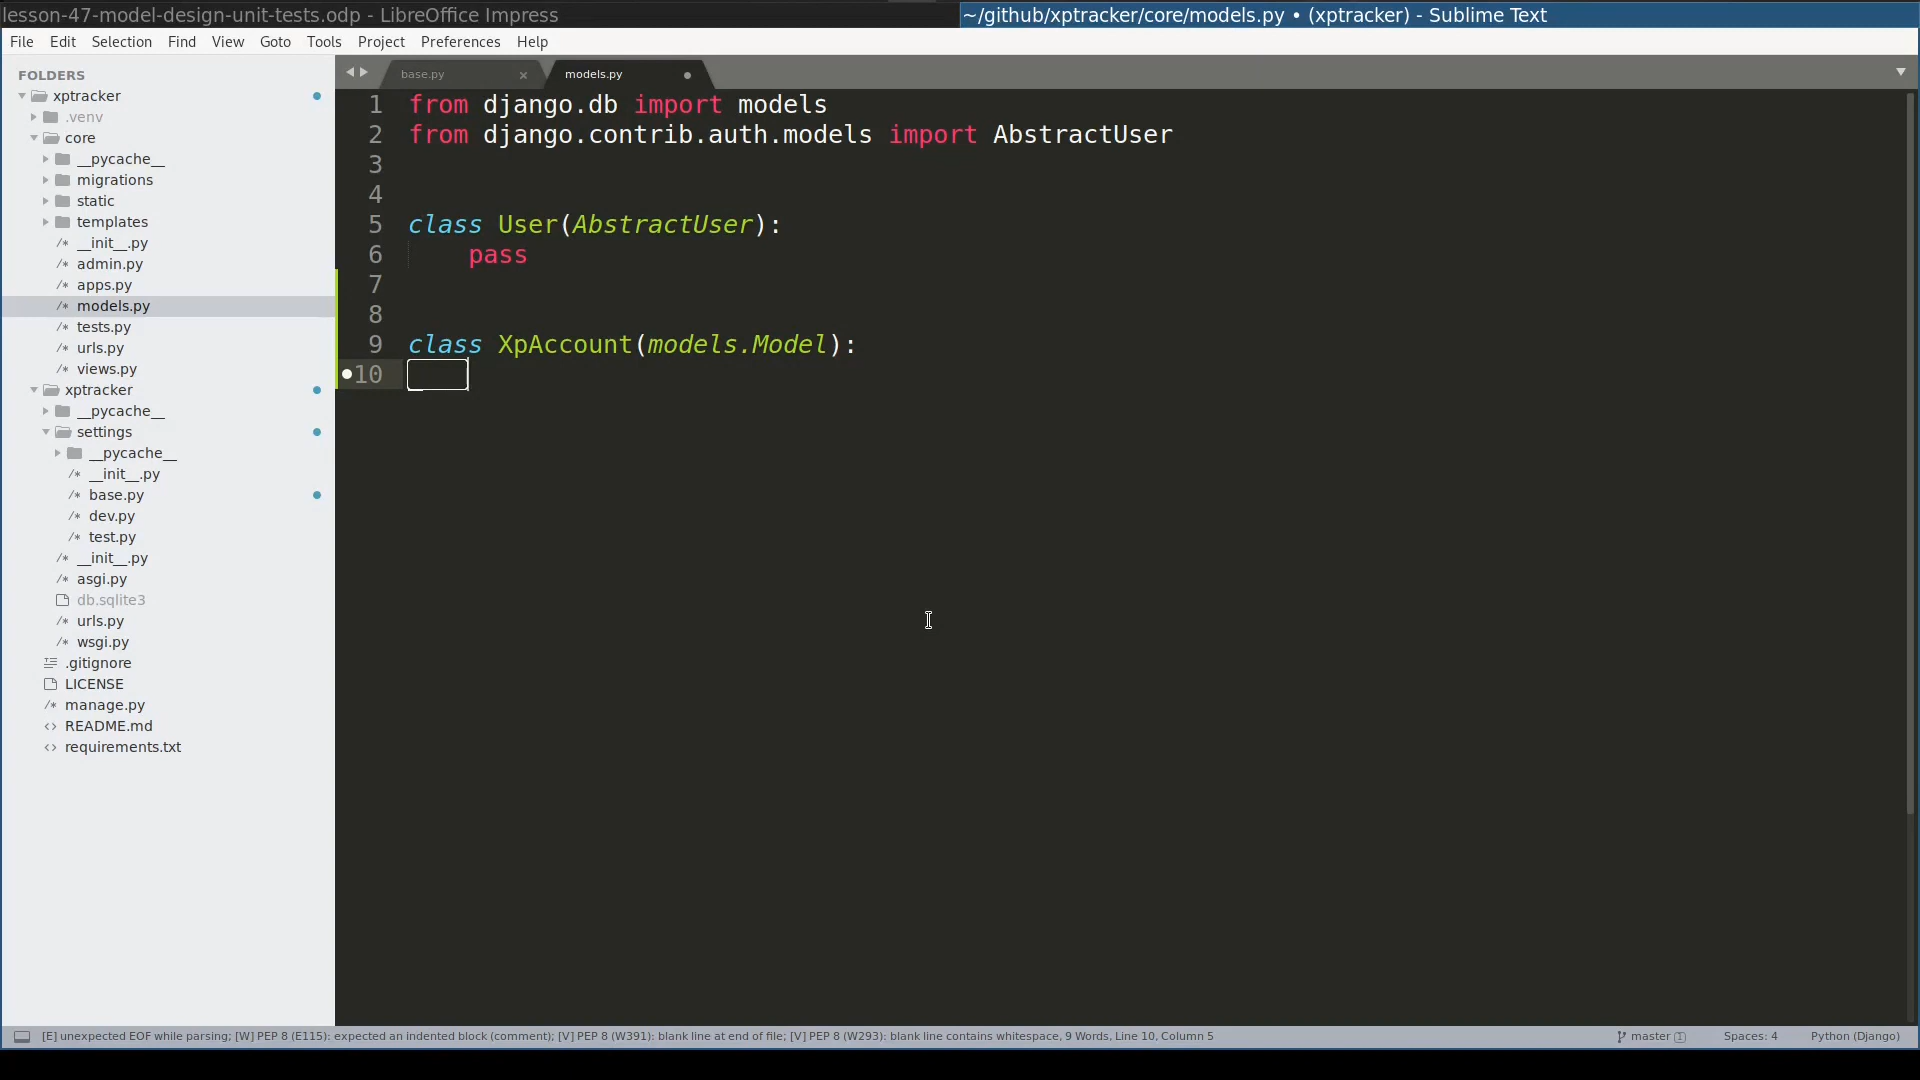 lesson-47-model-design-unit-tests.odp - LibreOffice Impress
~/github/xptracker/core/models.py • (xptracker) - Sublime Text
File Edit Selection Find View Goto Tools Project Preferences Help
FOLDERS
xptracker
.venv
core
__pycache__
migrations
static
templates
__init__.py
admin.py
apps.py
models.py
tests.py
urls.py
views.py
xptracker
__pycache__
settings
__pycache__
__init__.py
base.py
dev.py
test.py
__init__.py
asgi.py
db.sqlite3
urls.py
wsgi.py
.gitignore
LICENSE
manage.py
README.md
requirements.txt
base.py × models.py
1 from django.db import models
2 from django.contrib.auth.models import AbstractUser
3
4
5 class User(AbstractUser):
6     pass
7
8
9 class XpAccount(models.Model):
10
[E] unexpected EOF while parsing; [W] PEP 8 (E115): expected an indented block (comment); [V] PEP 8 (W391): blank line at end of file; [V] PEP 8 (W293): blank line contains whitespace, 9 Words, Line 10, Column 5
master 1 Spaces: 4 Python (Django)